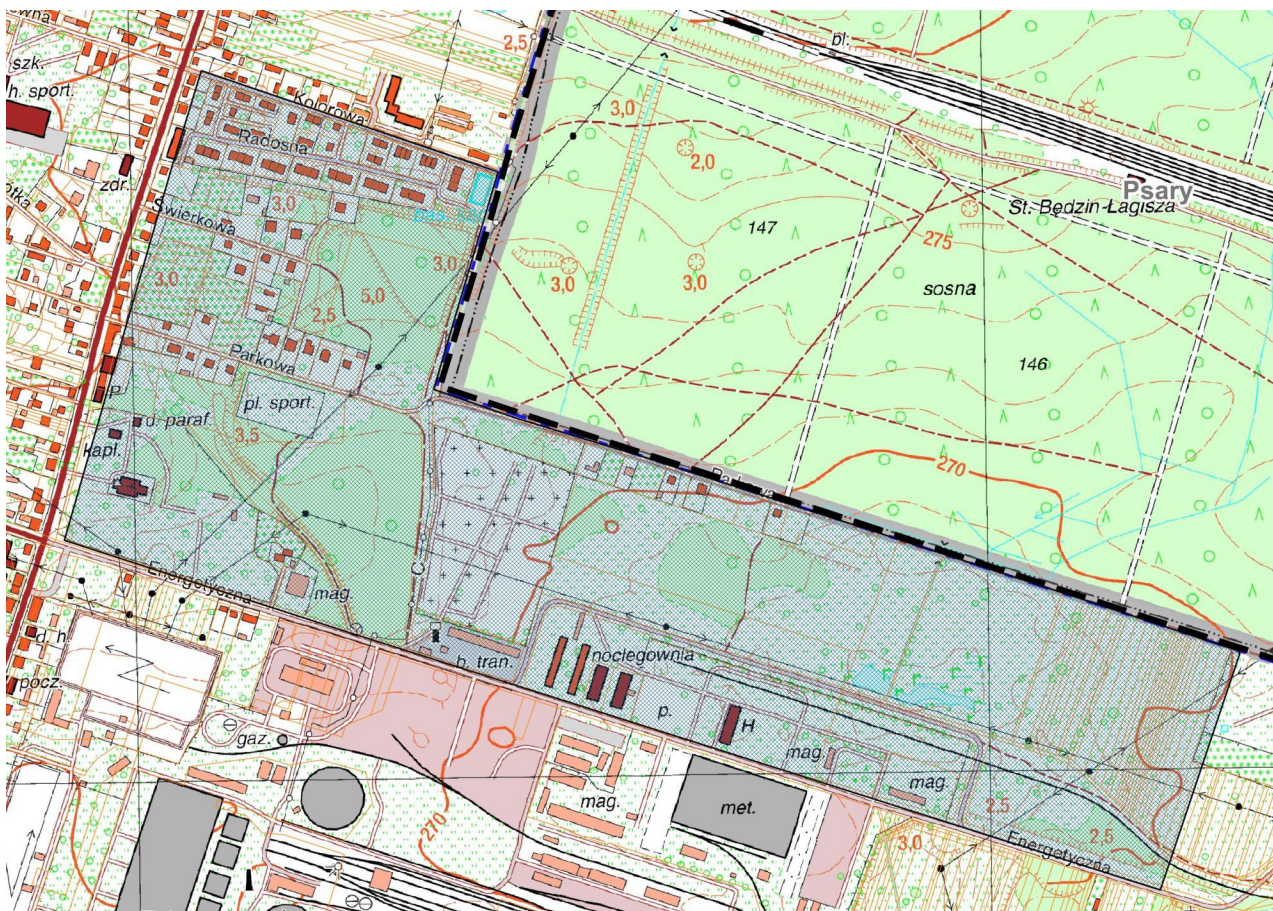 szk.
h. sport.
2,5
bl.
Kolorowa
Radosna
3,0
2,0
Psary
St. Będzin-Łagisza
zdr.
3,0
147
275
Świerkowa
3,0
3,0
5,0
3,0
3,0
sosna
2,5
146
Parkowa
p.
pl. sport.
d. paraf.
3,5
kapl.
270
Energetyczna
mag.
d. h.
b. tran.
noclegownia
pocz.
p.
H
gaz.
mag.
mag.
mag.
met.
2,5
270
3,0
2,5
Energetyczna